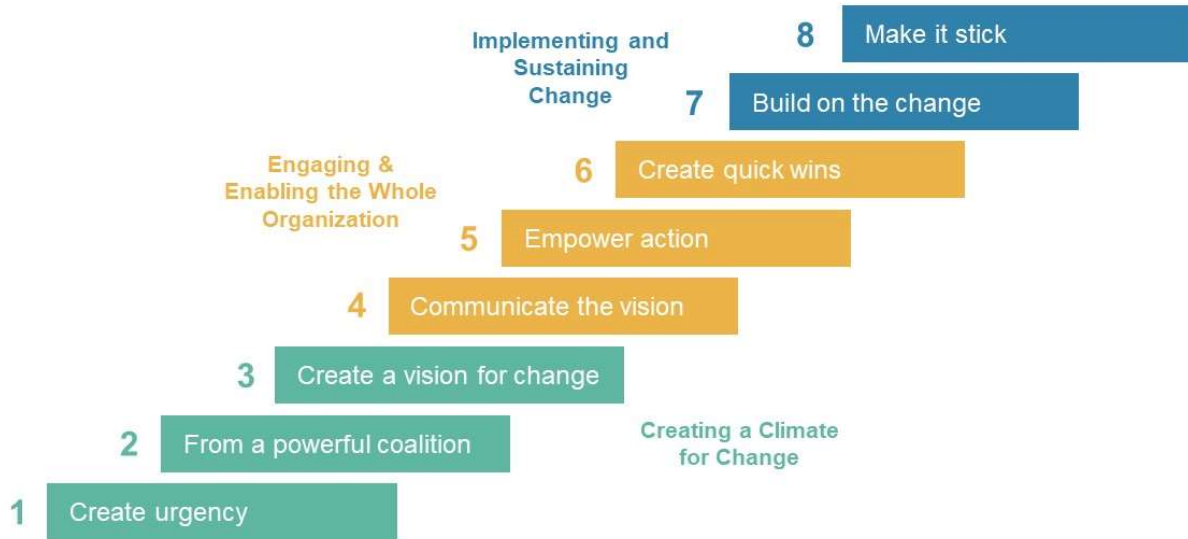 Implementing and
Sustaining
Change
8 Make it stick
7 Build on the change
Engaging &
Enabling the Whole
Organization
6 Create quick wins
5 Empower action
4 Communicate the vision
3 Create a vision for change
2 From a powerful coalition
Creating a Climate
for Change
1 Create urgency